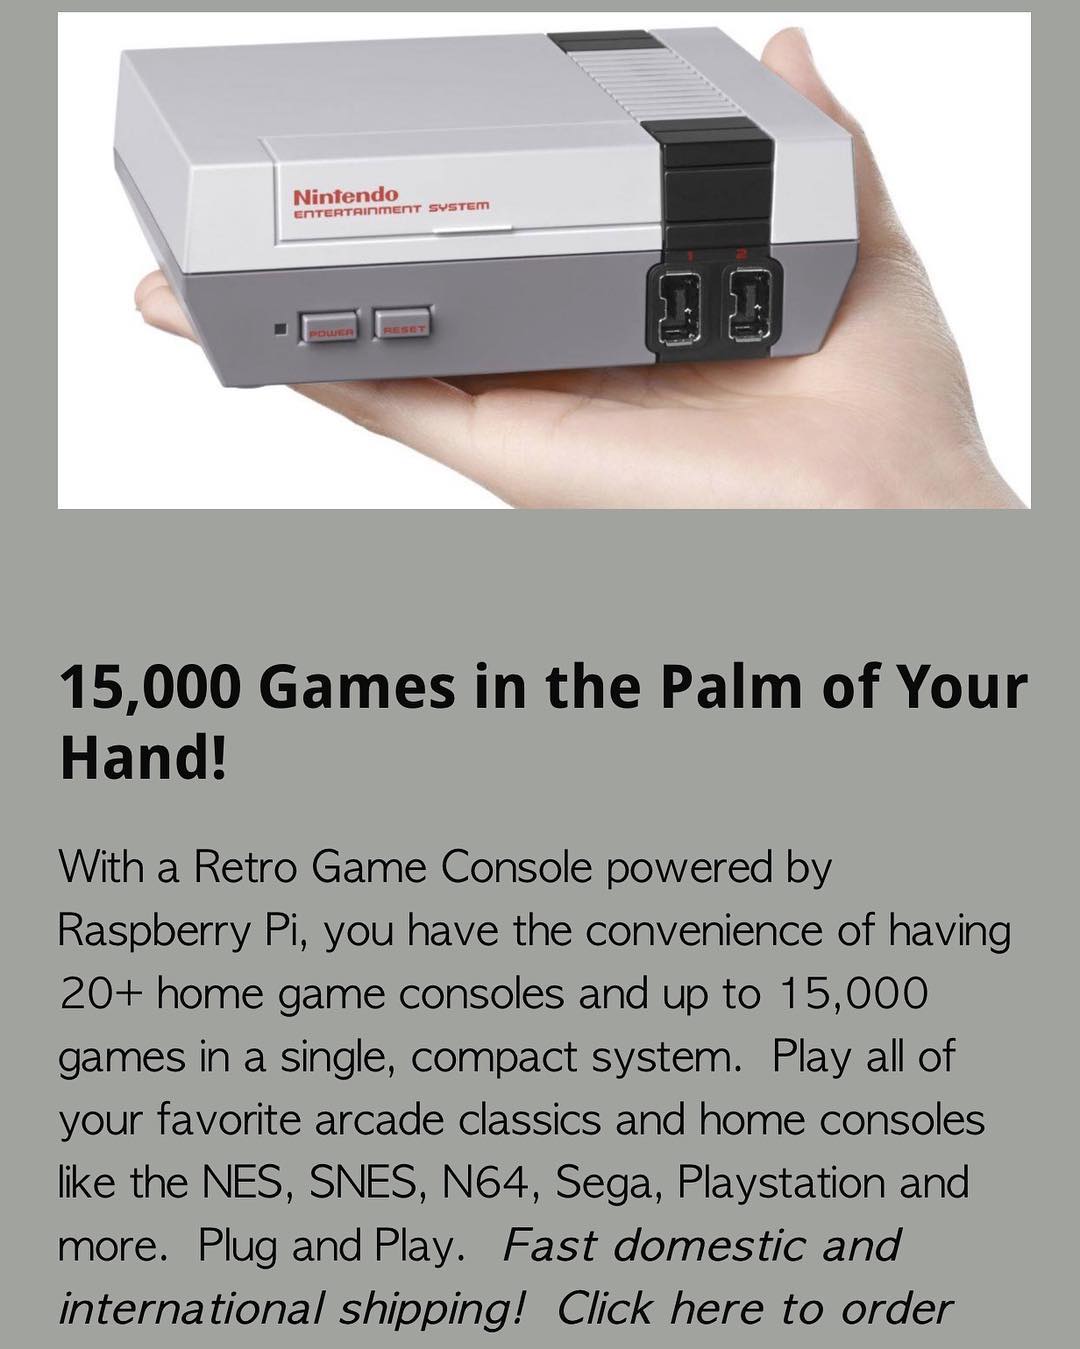 Nintendo
ENTERTAINMENT SYSTEM
1 2
POWER RESET
15,000 Games in the Palm of Your
Hand!
With a Retro Game Console powered by
Raspberry Pi, you have the convenience of having
20+ home game consoles and up to 15,000
games in a single, compact system.  Play all of
your favorite arcade classics and home consoles
like the NES, SNES, N64, Sega, Playstation and
more.  Plug and Play.  Fast domestic and
international shipping!  Click here to order